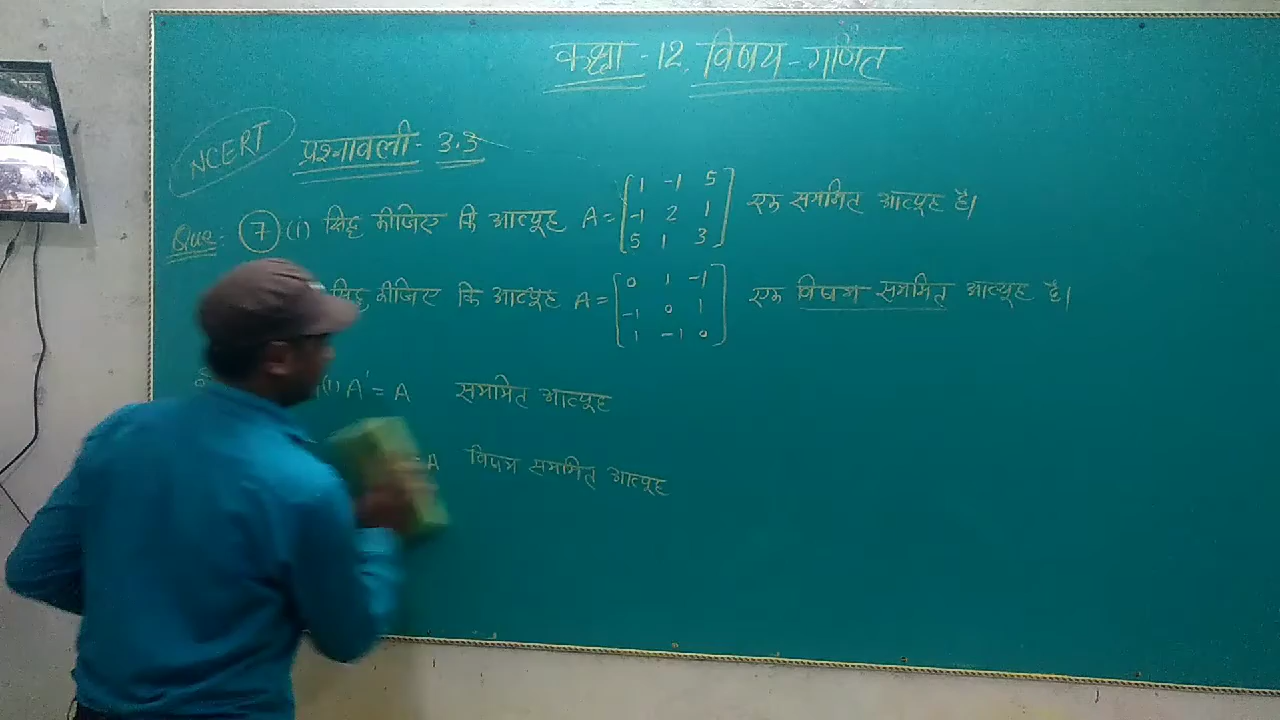 कक्षा - 12, विषय - गणित
NCERT प्रश्नावली - 3.3
Que: 7 (i) सिद्ध कीजिए कि आव्यूह A = [1 -1 5
-1 2 1
5 1 3] एक सममित आव्यूह है।
सिद्ध कीजिए कि आव्यूह A = [0 1 -1
-1 0 1
1 -1 0] एक विषम सममित आव्यूह है।
(i) A' = A सममित आव्यूह
A विषम सममित आव्यूह